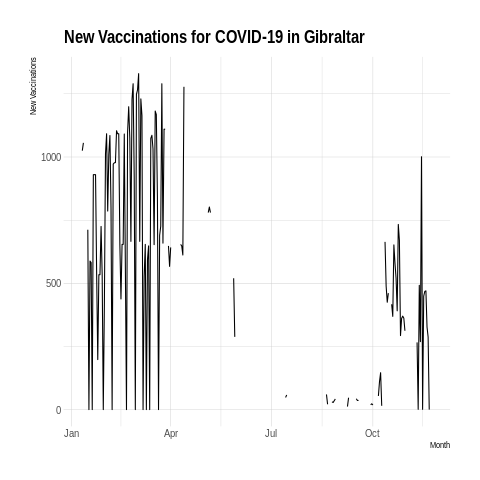 New Vaccinations for COVID-19 in Gibraltar
New Vaccinations
1000
500
0
Jan Apr Jul Oct
Month